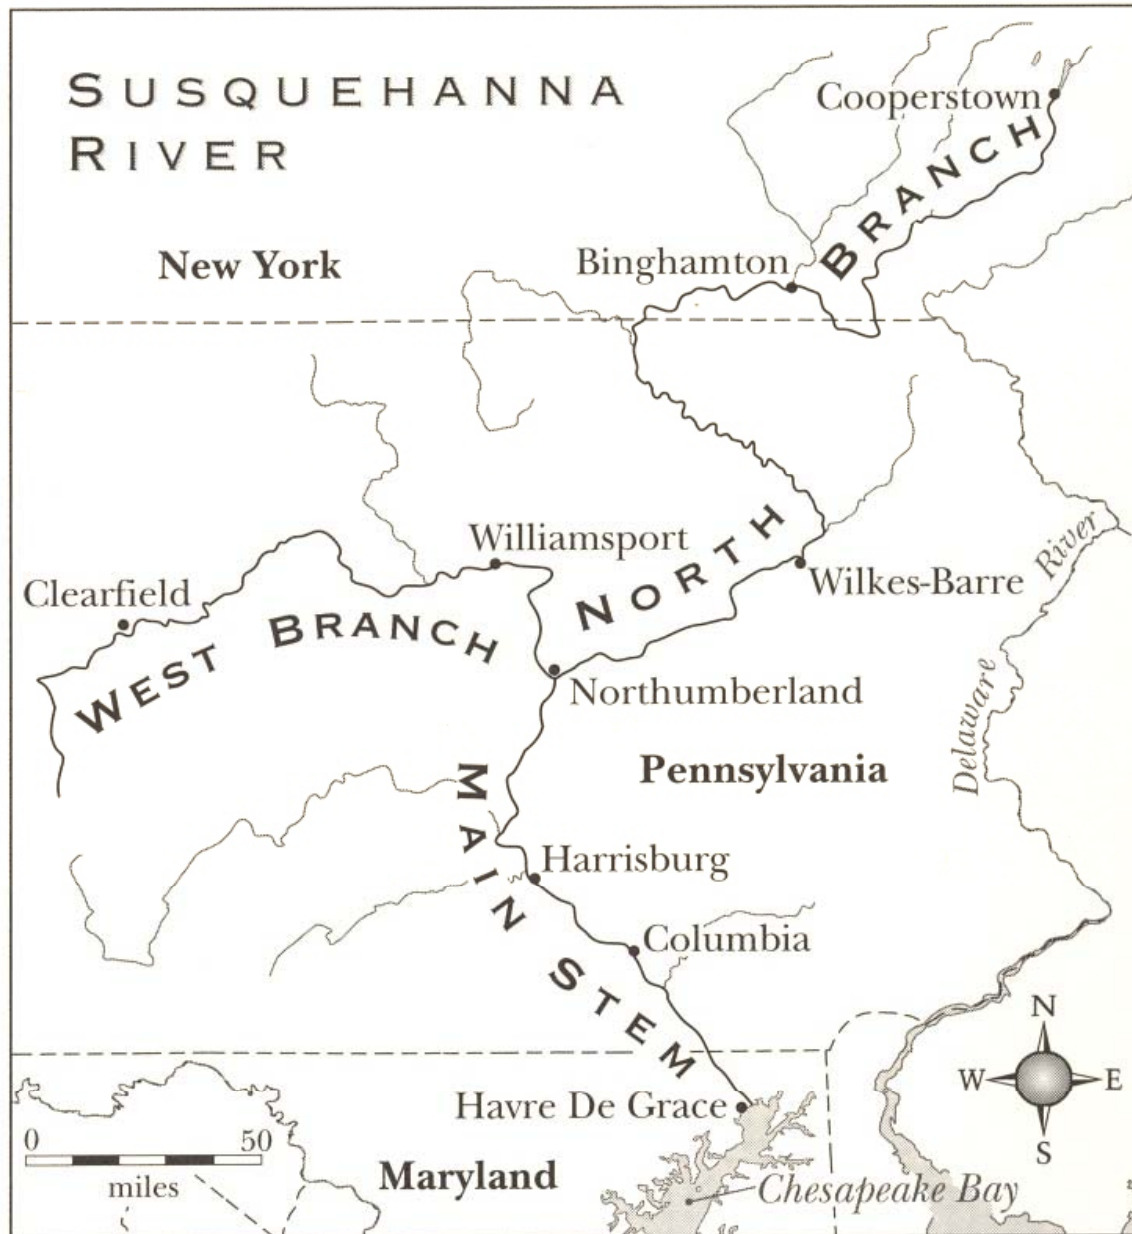 SUSQUEHANNA
RIVER
Cooperstown
BRANCH
New York
Binghamton
Williamsport
NORTH
River
Clearfield
Wilkes-Barre
WEST BRANCH
Northumberland
Delaware
Pennsylvania
MAIN STEM
Harrisburg
Columbia
N
W E
S
Havre De Grace
0 50
miles
Maryland
Chesapeake Bay